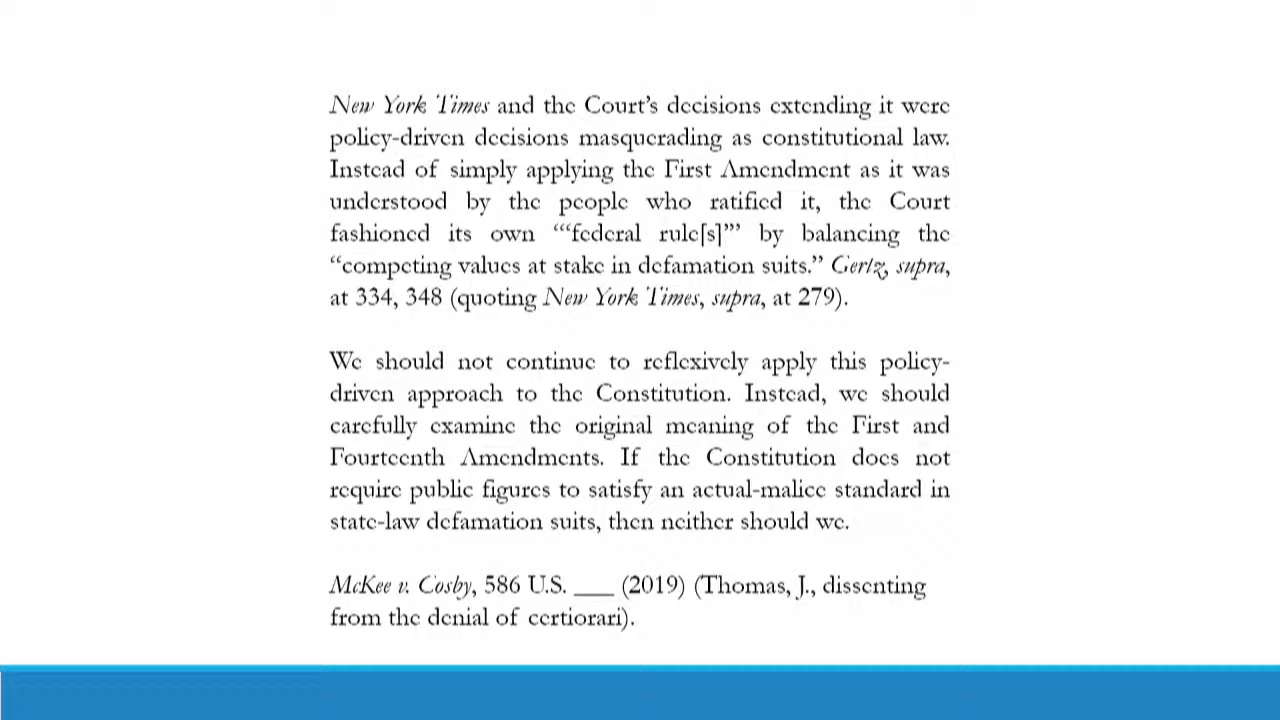 New York Times and the Court’s decisions extending it were
policy-driven decisions masquerading as constitutional law.
Instead of simply applying the First Amendment as it was
understood by the people who ratified it, the Court
fashioned its own “‘“federal rule[s]”’” by balancing the
“competing values at stake in defamation suits.” Gertz, supra,
at 334, 348 (quoting New York Times, supra, at 279).
We should not continue to reflexively apply this policy-
driven approach to the Constitution. Instead, we should
carefully examine the original meaning of the First and
Fourteenth Amendments. If the Constitution does not
require public figures to satisfy an actual-malice standard in
state-law defamation suits, then neither should we.
McKee v. Cosby, 586 U.S. ___ (2019) (Thomas, J., dissenting
from the denial of certiorari).